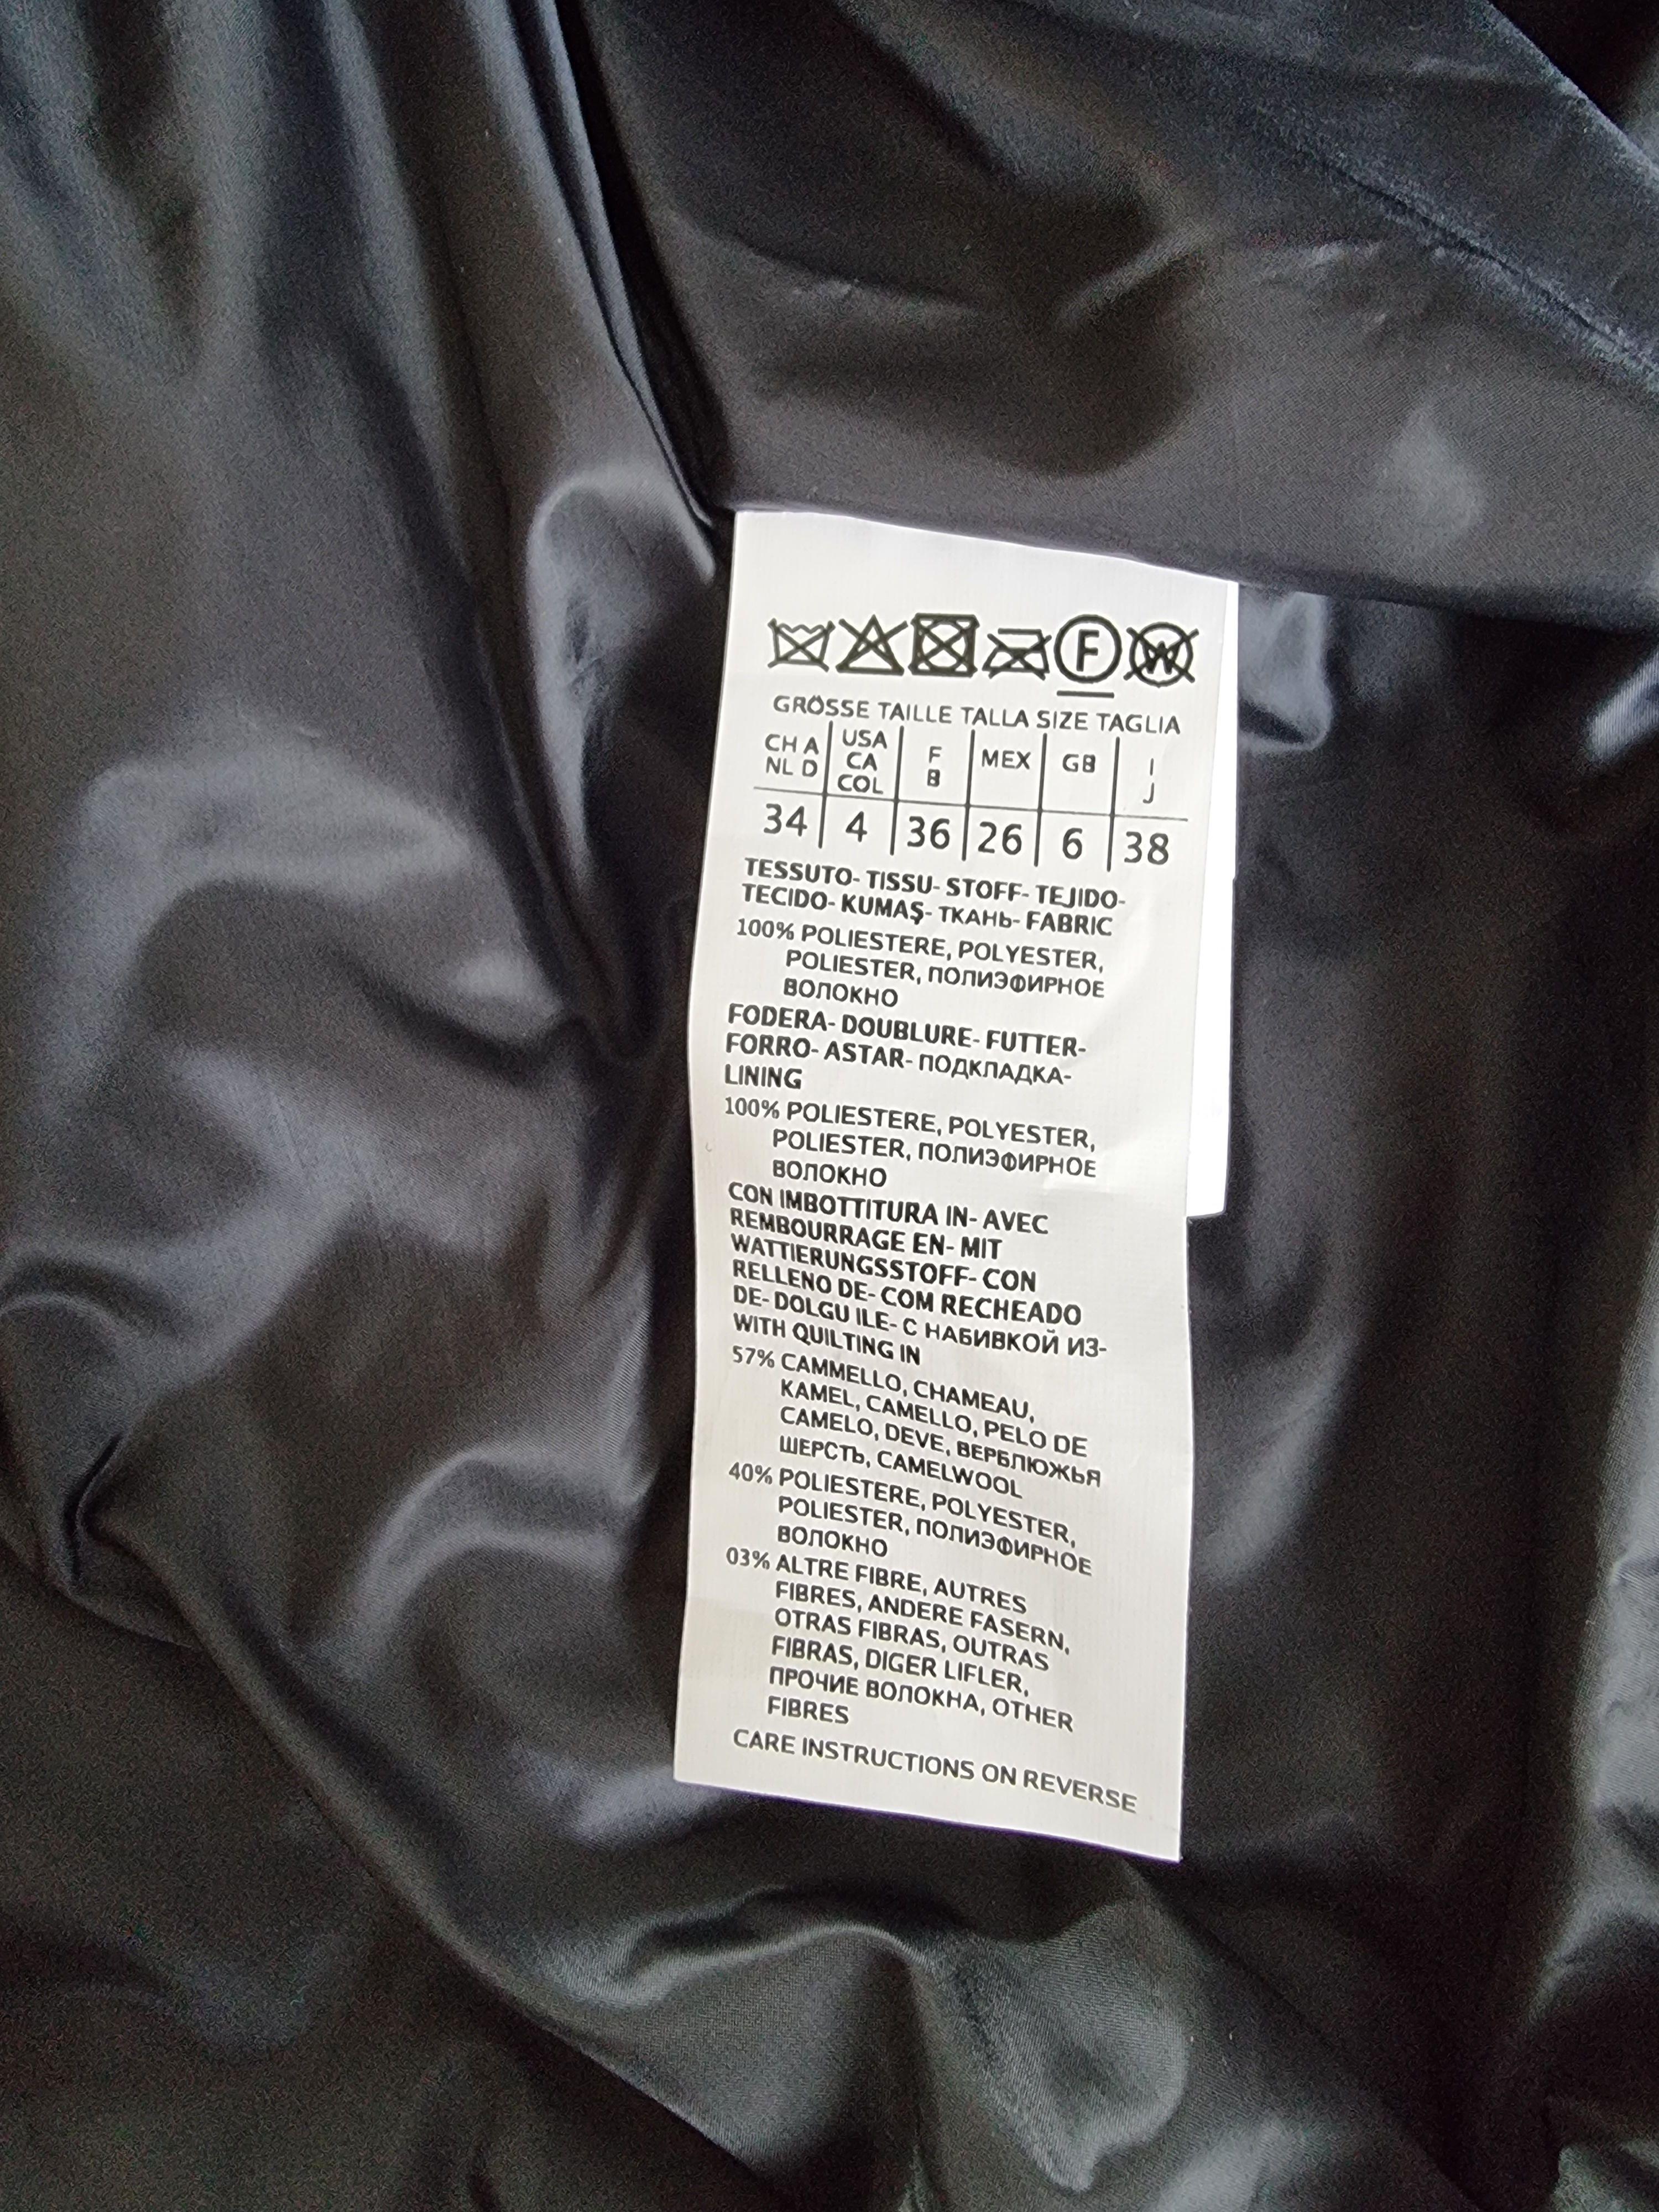 F W
GRÖSSE TAILLE TALLA SIZE TAGLIA
CH A NL D | USA CA COL | F B | MEX | GB | I J
34 | 4 | 36 | 26 | 6 | 38
TESSUTO- TISSU- STOFF- TEJIDO-
TECIDO- KUMAŞ- ТКАНЬ- FABRIC
100% POLIESTERE, POLYESTER,
POLIESTER, ПОЛИЭФИРНОЕ
ВОЛОКНО
FODERA- DOUBLURE- FUTTER-
FORRO- ASTAR- ПОДКЛАДКА-
LINING
100% POLIESTERE, POLYESTER,
POLIESTER, ПОЛИЭФИРНОЕ
ВОЛОКНО
CON IMBOTTITURA IN- AVEC
REMBOURRAGE EN- MIT
WATTIERUNGSSTOFF- CON
RELLENO DE- COM RECHEADO
DE- DOLGU ILE- С НАБИВКОЙ ИЗ-
WITH QUILTING IN
57% CAMMELLO, CHAMEAU,
KAMEL, CAMELLO, PELO DE
CAMELO, DEVE, ВЕРБЛЮЖЬЯ
ШЕРСТЬ, CAMELWOOL
40% POLIESTERE, POLYESTER,
POLIESTER, ПОЛИЭФИРНОЕ
ВОЛОКНО
03% ALTRE FIBRE, AUTRES
FIBRES, ANDERE FASERN,
OTRAS FIBRAS, OUTRAS
FIBRAS, DIGER LIFLER,
ПРОЧИЕ ВОЛОКНА, OTHER
FIBRES
CARE INSTRUCTIONS ON REVERSE